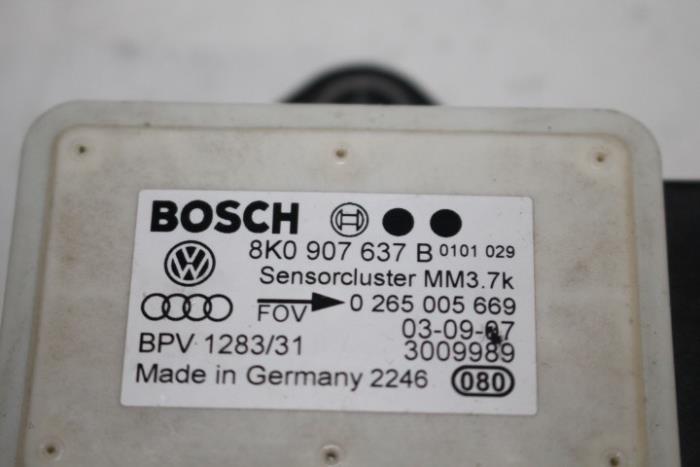 BOSCH
8K0 907 637 B 0101 029
Sensorcluster MM3.7k
FOV 0 265 005 669
03-09-07
BPV 1283/31 3009989
Made in Germany 2246 080